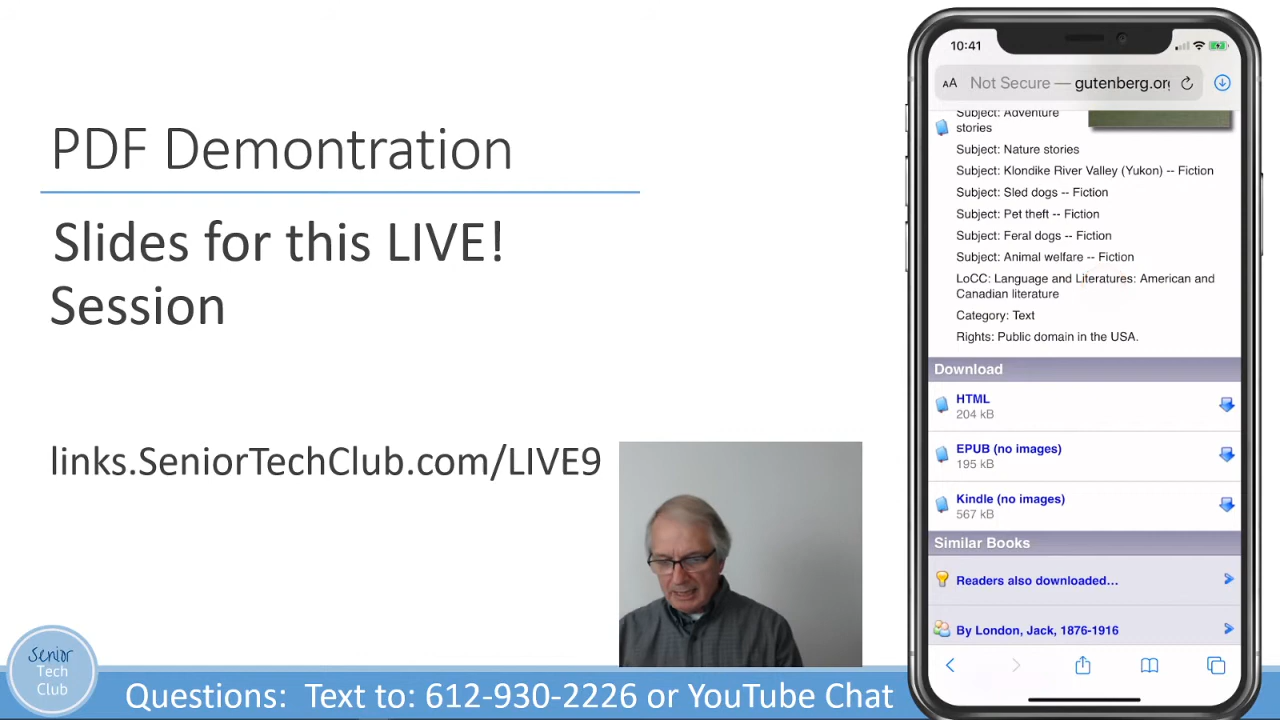 PDF Demontration
Slides for this LIVE!
Session
links.SeniorTechClub.com/LIVE9
Senior
Tech
Club
Questions: Text to: 612-930-2226 or YouTube Chat
10:41
AA Not Secure — gutenberg.org
Subject: Adventure
stories
Subject: Nature stories
Subject: Klondike River Valley (Yukon) -- Fiction
Subject: Sled dogs -- Fiction
Subject: Pet theft -- Fiction
Subject: Feral dogs -- Fiction
Subject: Animal welfare -- Fiction
LoCC: Language and Literatures: American and
Canadian literature
Category: Text
Rights: Public domain in the USA.
Download
HTML
204 kB
EPUB (no images)
195 kB
Kindle (no images)
567 kB
Similar Books
Readers also downloaded...
By London, Jack, 1876-1916